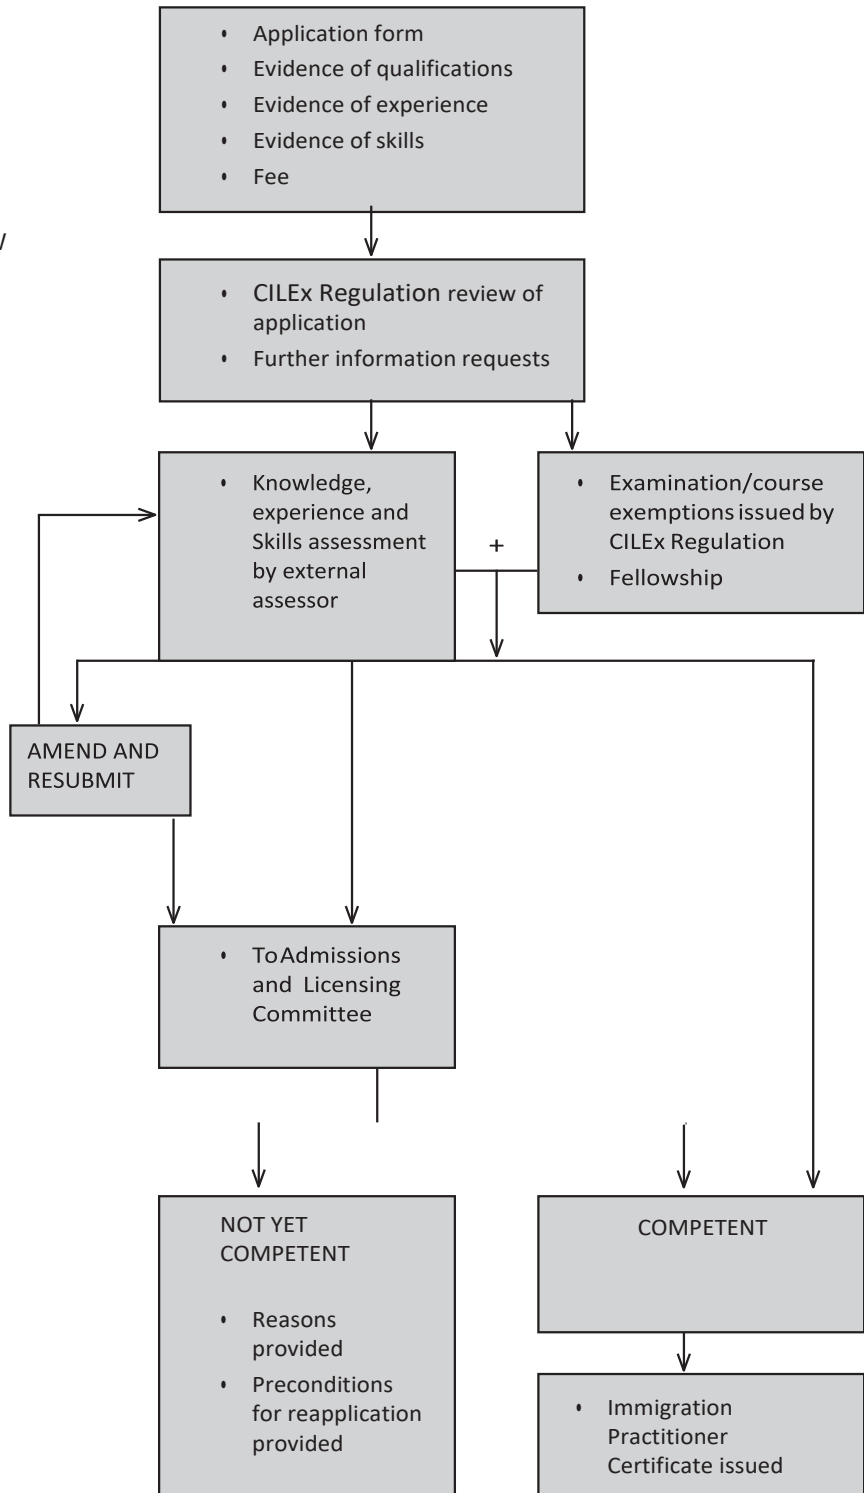 • Application form
• Evidence of qualifications
• Evidence of experience
• Evidence of skills
• Fee
• CILEx Regulation review of
application
• Further information requests
• Knowledge,
experience and
Skills assessment
by external
assessor
+
• Examination/course
exemptions issued by
CILEx Regulation
• Fellowship
AMEND AND
RESUBMIT
• To Admissions
and Licensing
Committee
NOT YET
COMPETENT
• Reasons
provided
• Preconditions
for reapplication
provided
COMPETENT
• Immigration
Practitioner
Certificate issued